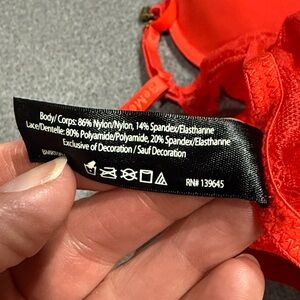 Body/ Corps: 86% Nylon/Nylon, 14% Spandex/Elasthanne
Lace/Dentelle: 80% Polyamide/Polyamide, 20% Spandex/Elasthanne
Exclusive of Decoration / Sauf Decoration
RN# 139645